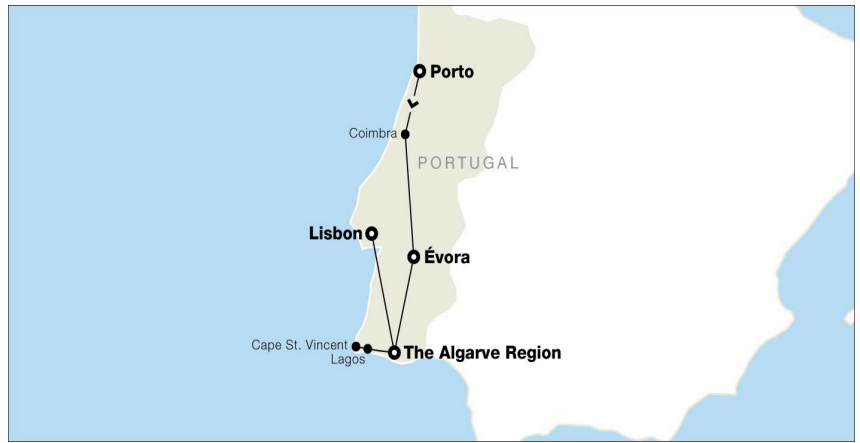 Porto
Coimbra
PORTUGAL
Lisbon
Évora
Cape St. Vincent
Lagos
The Algarve Region